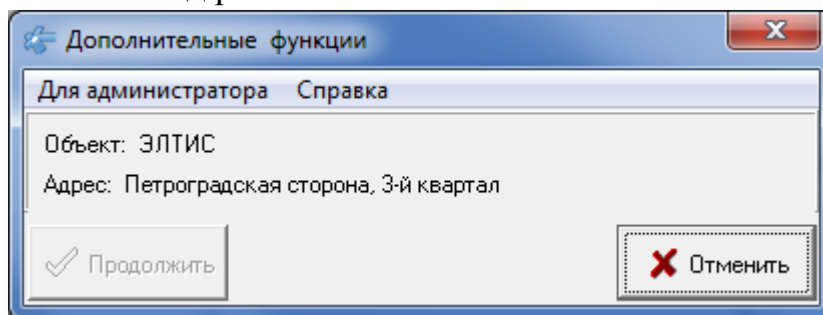 Дополнительные функции
Для администратора Справка
Объект: ЭЛТИС
Адрес: Петроградская сторона, 3-й квартал
Продолжить Отменить